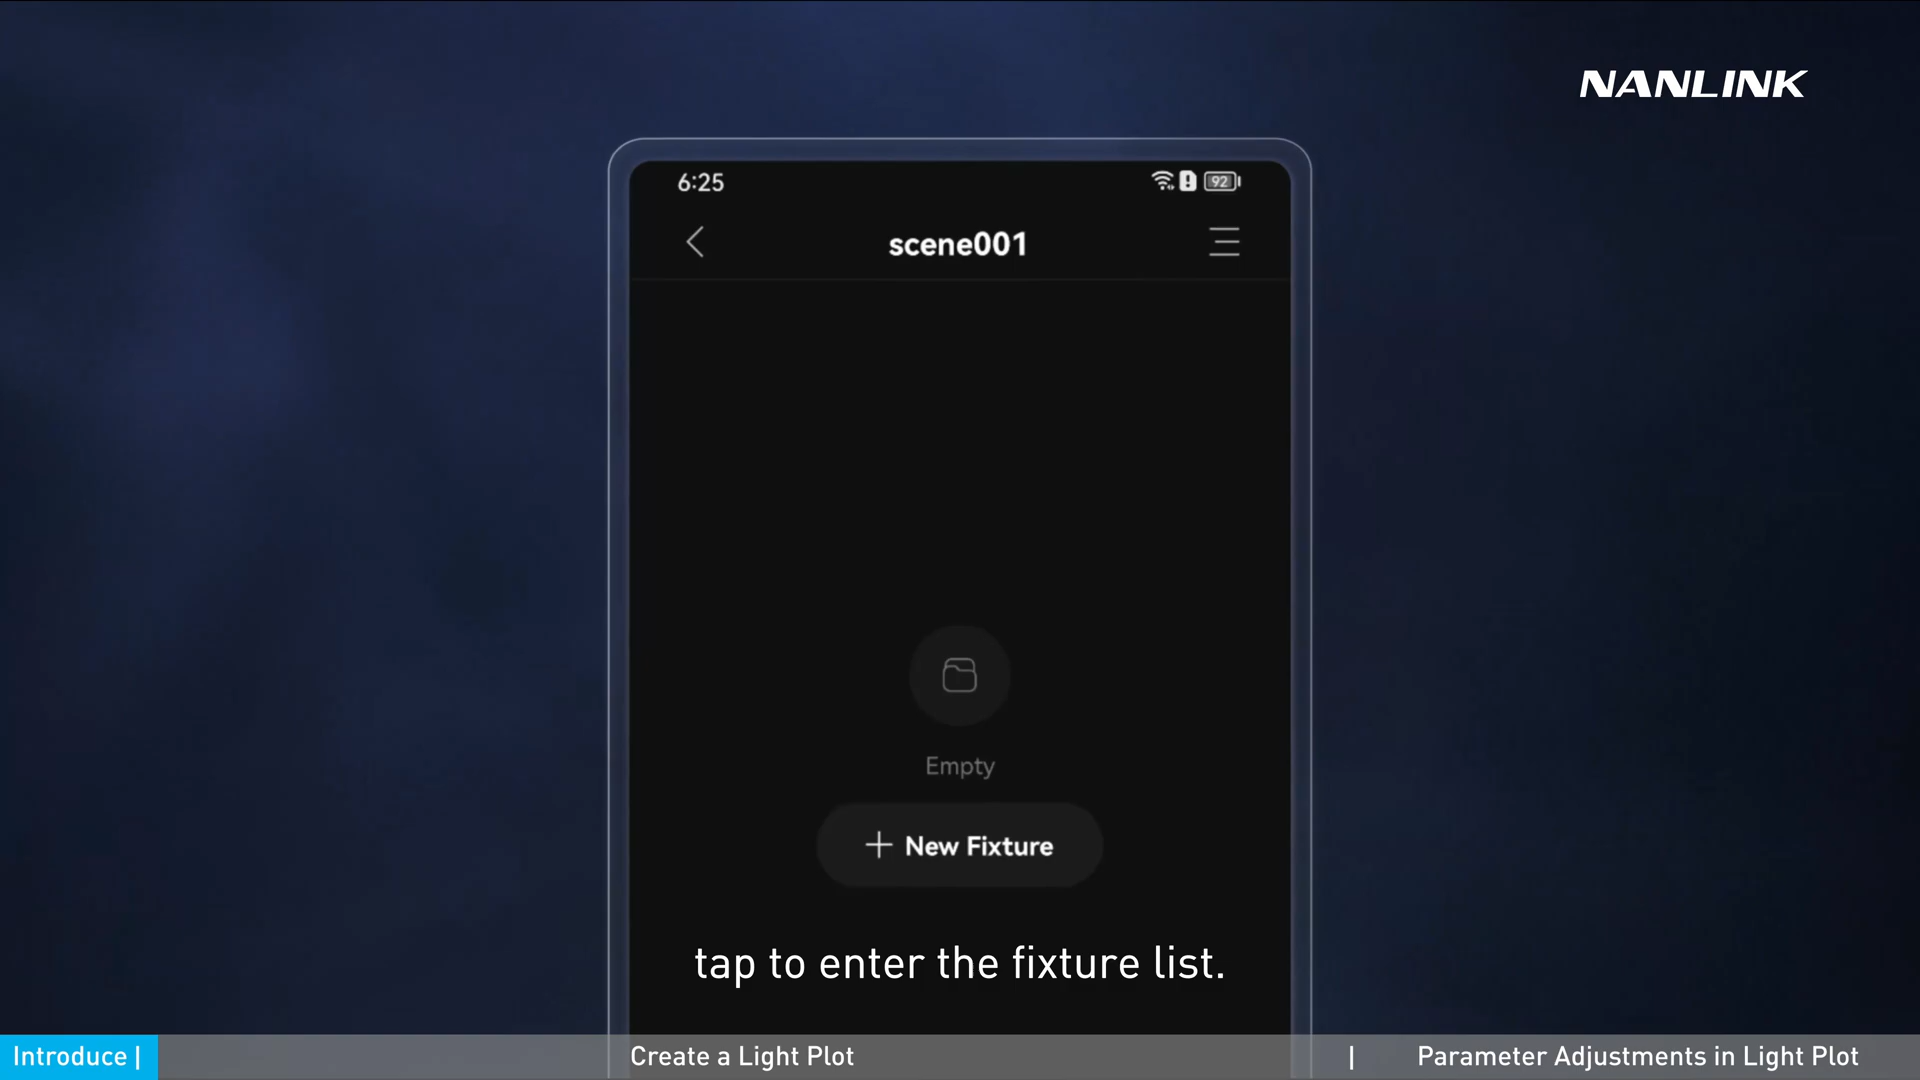 NANLINK
6:25
92
scene001
Empty
+ New Fixture
tap to enter the fixture list.
Introduce |
Create a Light Plot
|
Parameter Adjustments in Light Plot